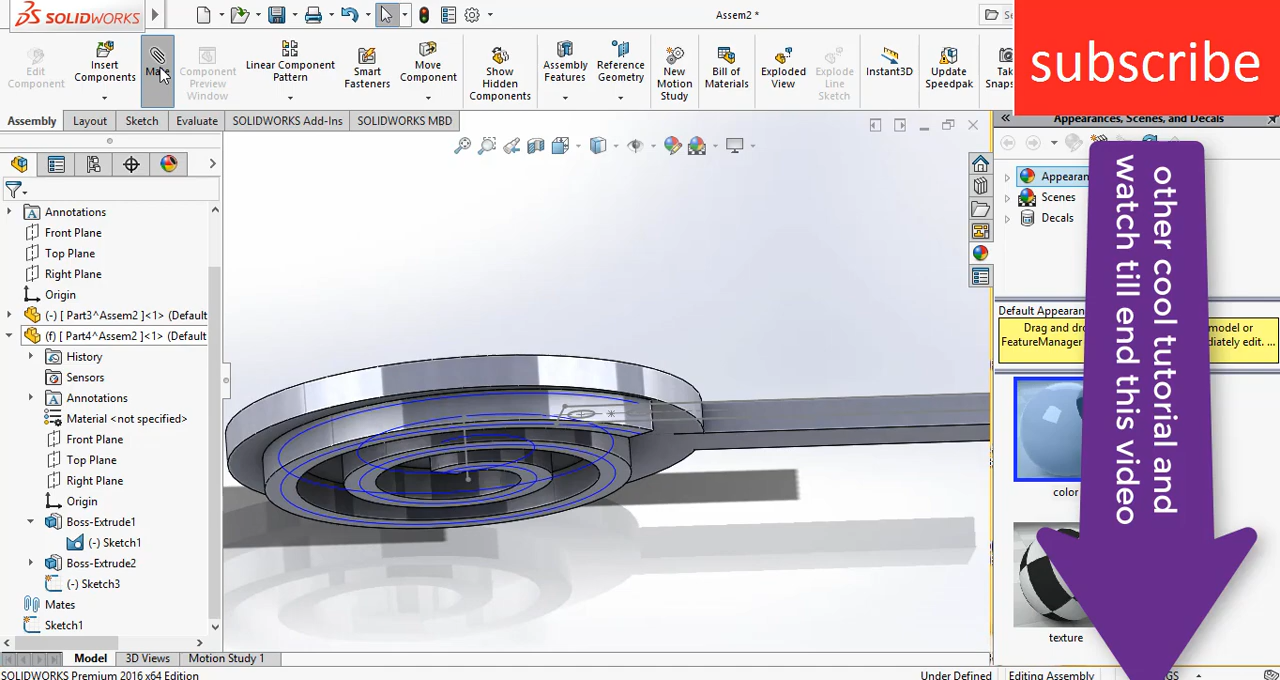 SOLIDWORKS
Assem2 *
subscribe
Edit
Component
Insert
Components
Mate
Component
Preview
Window
Linear Component
Pattern
Smart
Fasteners
Move
Component
Show
Hidden
Components
Assembly
Features
Reference
Geometry
New
Motion
Study
Bill of
Materials
Exploded
View
Explode
Line
Sketch
Instant3D
Update
Speedpak
Assembly
Layout
Sketch
Evaluate
SOLIDWORKS Add-Ins
SOLIDWORKS MBD
Appearances, Scenes, and Decals
Scenes
Decals
Annotations
Front Plane
Top Plane
Right Plane
Origin
(-) [ Part3^Assem2 ]<1> (Default
(f) [ Part4^Assem2 ]<1> (Default
History
Sensors
Annotations
Material <not specified>
Front Plane
Top Plane
Right Plane
Origin
Boss-Extrude1
(-) Sketch1
Boss-Extrude2
(-) Sketch3
Mates
Sketch1
other cool tutorial and
watch till end this video
color
texture
Model
3D Views
Motion Study 1
SOLIDWORKS Premium 2016 x64 Edition
Under Defined
Editing Assembly